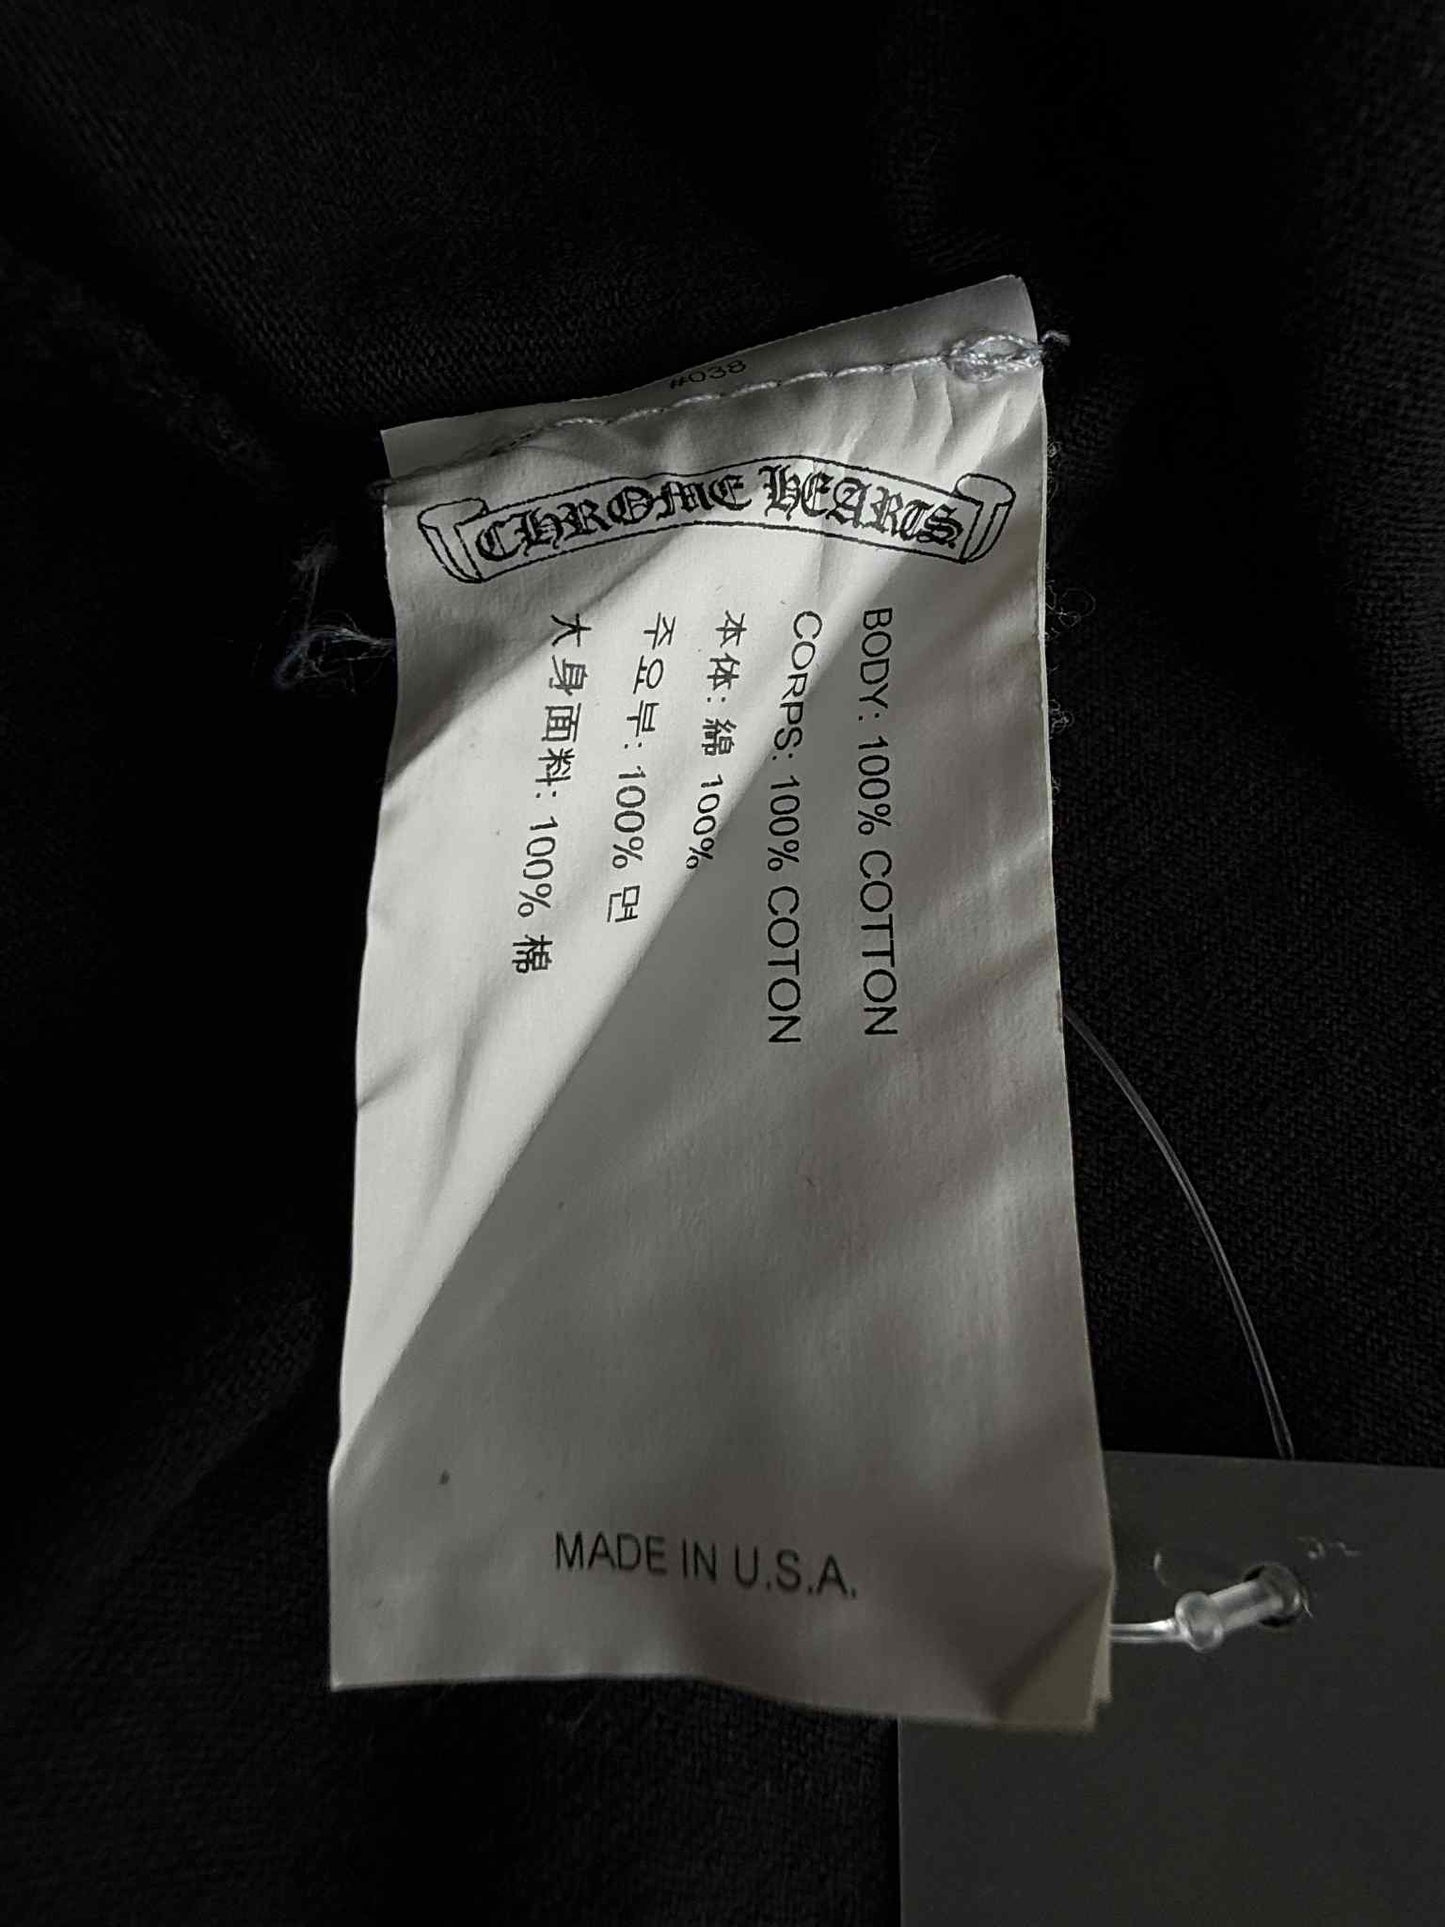 #038
CHROME HEARTS
BODY: 100% COTTON
CORPS: 100% COTON
本体: 綿 100%
주요부: 100% 면
大身面料: 100% 棉
MADE IN U.S.A.